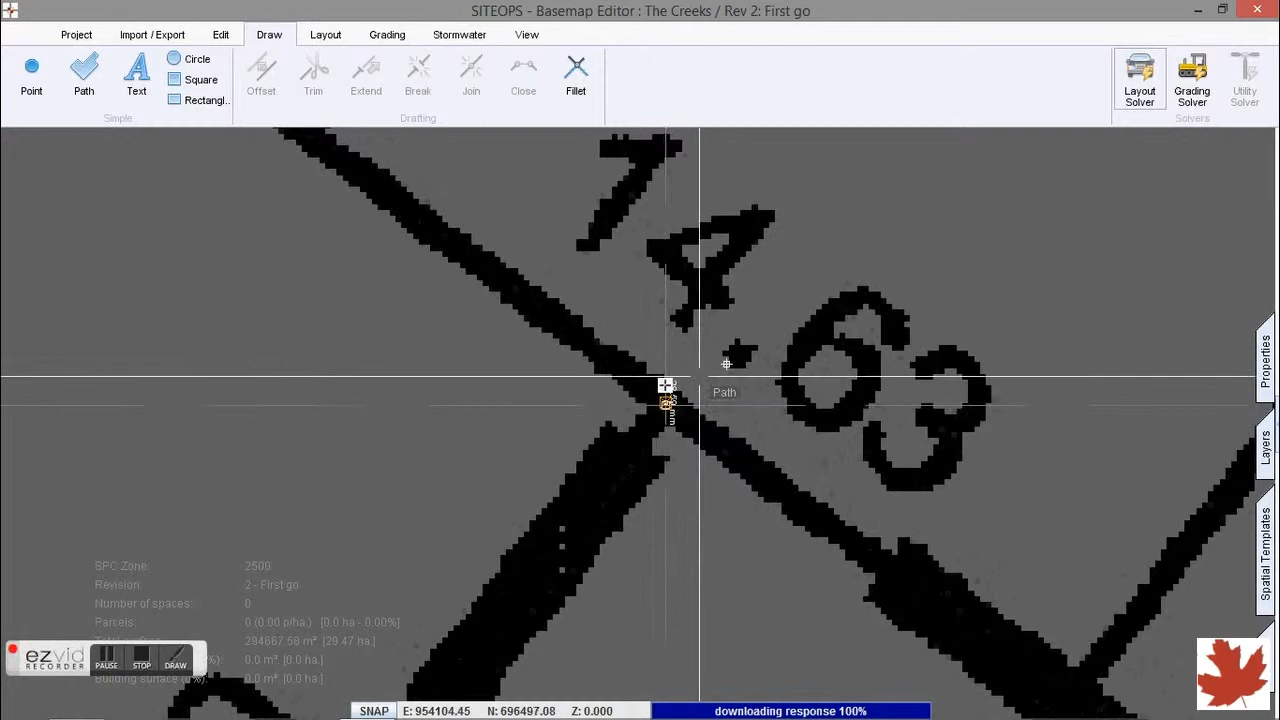 SITEOPS - Basemap Editor : The Creeks / Rev 2: First go
Project Import / Export Edit Draw Layout Grading Stormwater View
Point Path Text Circle Square Rectangl.. Offset Trim Extend Break Join Close Fillet Layout Solver Grading Solver Utility Solver
Simple Drafting Solvers
74.63
Path
Properties
Layers
Spatial Templates
SPC Zone: 2500
Revision: 2 - First go
Number of spaces: 0
Parcels: 0 (0.00 p/ha.) [0.0 ha - 0.00%]
294667.58 m². [29.47 ha.]
0.0 m². [0.0 ha.]
0.0 m². [0.0 ha.]
ezvid RECORDER PAUSE STOP DRAW
SNAP E: 954104.45 N: 696497.08 Z: 0.000 downloading response 100%